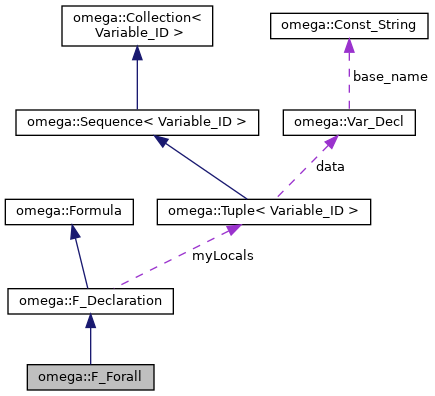 omega::Collection<
Variable_ID >
omega::Const_String
base_name
omega::Sequence< Variable_ID >
omega::Var_Decl
data
omega::Formula
omega::Tuple< Variable_ID >
myLocals
omega::F_Declaration
omega::F_Forall